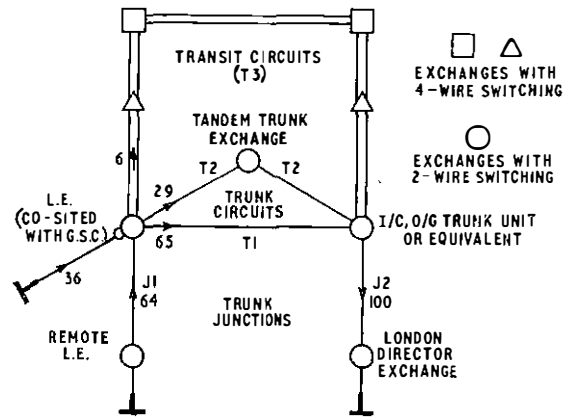 TRANSIT CIRCUITS
(T3)
EXCHANGES WITH
4-WIRE SWITCHING
TANDEM TRUNK
EXCHANGE
6
T2
T2
29
EXCHANGES WITH
2-WIRE SWITCHING
L.E.
(CO-SITED
WITH G.S.C.)
TRUNK
CIRCUITS
65
T1
I/C, O/G TRUNK UNIT
OR EQUIVALENT
36
J1
64
J2
100
TRUNK
JUNCTIONS
REMOTE
L.E.
LONDON
DIRECTOR
EXCHANGE